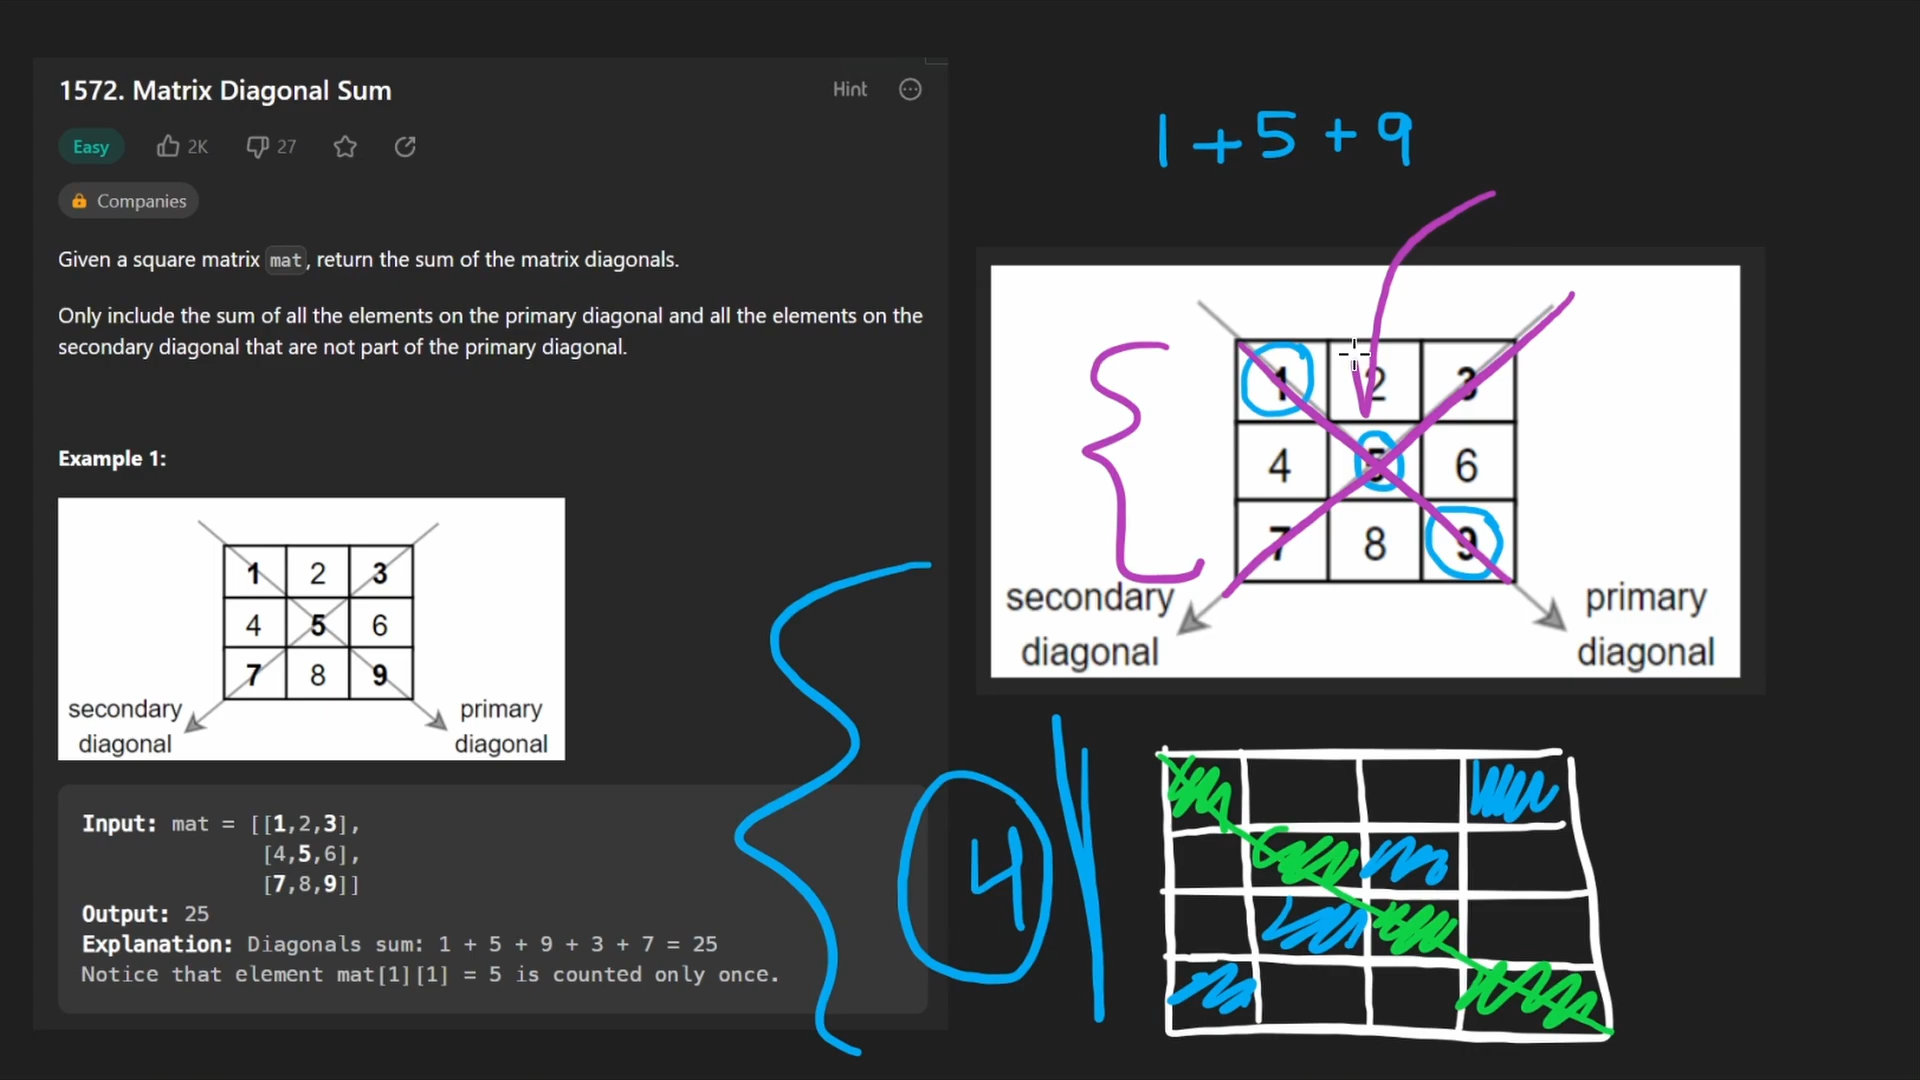 1572. Matrix Diagonal Sum
Hint
Easy
2K
27
Companies
Given a square matrix mat, return the sum of the matrix diagonals.
Only include the sum of all the elements on the primary diagonal and all the elements on the
secondary diagonal that are not part of the primary diagonal.
Example 1:
1 2 3
4 5 6
7 8 9
secondary
diagonal
primary
diagonal
Input: mat = [[1,2,3],
[4,5,6],
[7,8,9]]
Output: 25
Explanation: Diagonals sum: 1 + 5 + 9 + 3 + 7 = 25
Notice that element mat[1][1] = 5 is counted only once.
1 + 5 + 9
1 2 3
4 5 6
7 8 9
secondary
diagonal
primary
diagonal
4